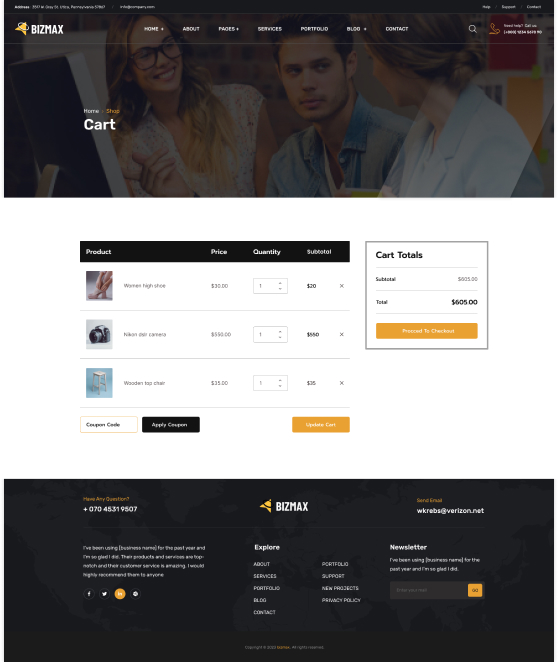 Address : 3517 W. Gray St. Utica, Pennsylvania 57867
info@company.com
Help
Support
Contact
BIZMAX
HOME +
ABOUT
PAGES +
SERVICES
PORTFOLIO
BLOG +
CONTACT
Need help? Call us:
(+000) 1234 5678 90
Home - Shop
Cart
Product Price Quantity Subtotal
Women high shoe $30.00 1 $20 ×
Nikon dslr camera $550.00 1 $550 ×
Wooden top chair $35.00 1 $35 ×
Coupon Code
Apply Coupon
Update Cart
Cart Totals
Subtotal $605.00
Total $605.00
Proceed To Checkout
Have Any Question?
+ 070 4531 9507
BIZMAX
Send Email
wkrebs@verizon.net
I've been using [business name] for the past year and
I'm so glad I did. Their products and services are top-
notch and their customer service is amazing. I would
highly recommend them to anyone
Explore
ABOUT
SERVICES
PORTFOLIO
BLOG
CONTACT
PORTFOLIO
SUPPORT
NEW PROJECTS
PRIVACY POLICY
Newsletter
I've been using [business name] for the
past year and I'm so glad I did.
Enter your mail
GO
Copyright © 2023 bizmax. All rights reserved.